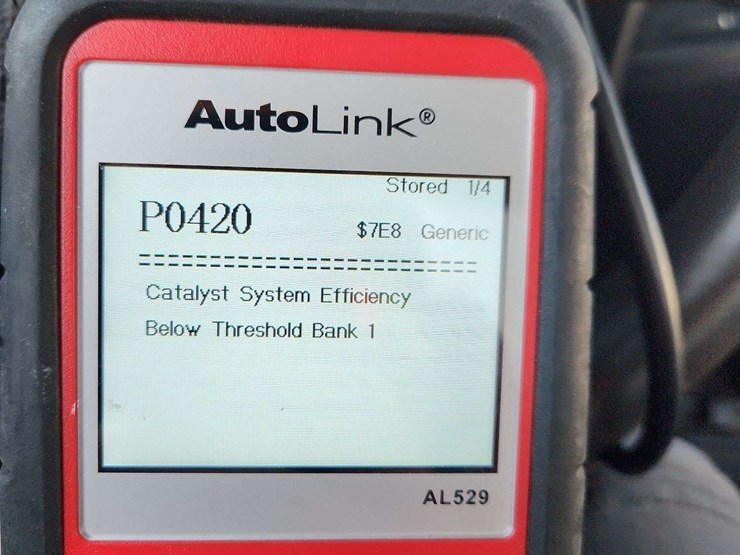 AutoLink®
Stored 1/4
P0420 $7E8 Generic
==============================
Catalyst System Efficiency
Below Threshold Bank 1
AL529